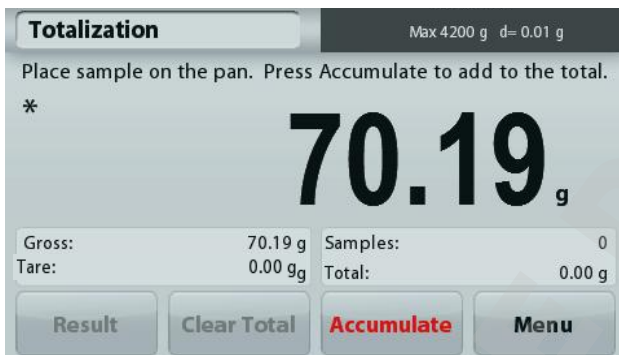 Totalization Max 4200 g d= 0.01 g
Place sample on the pan. Press Accumulate to add to the total.
*
70.19 g
Gross: 70.19 g Samples: 0
Tare: 0.00 gg Total: 0.00 g
Result Clear Total Accumulate Menu